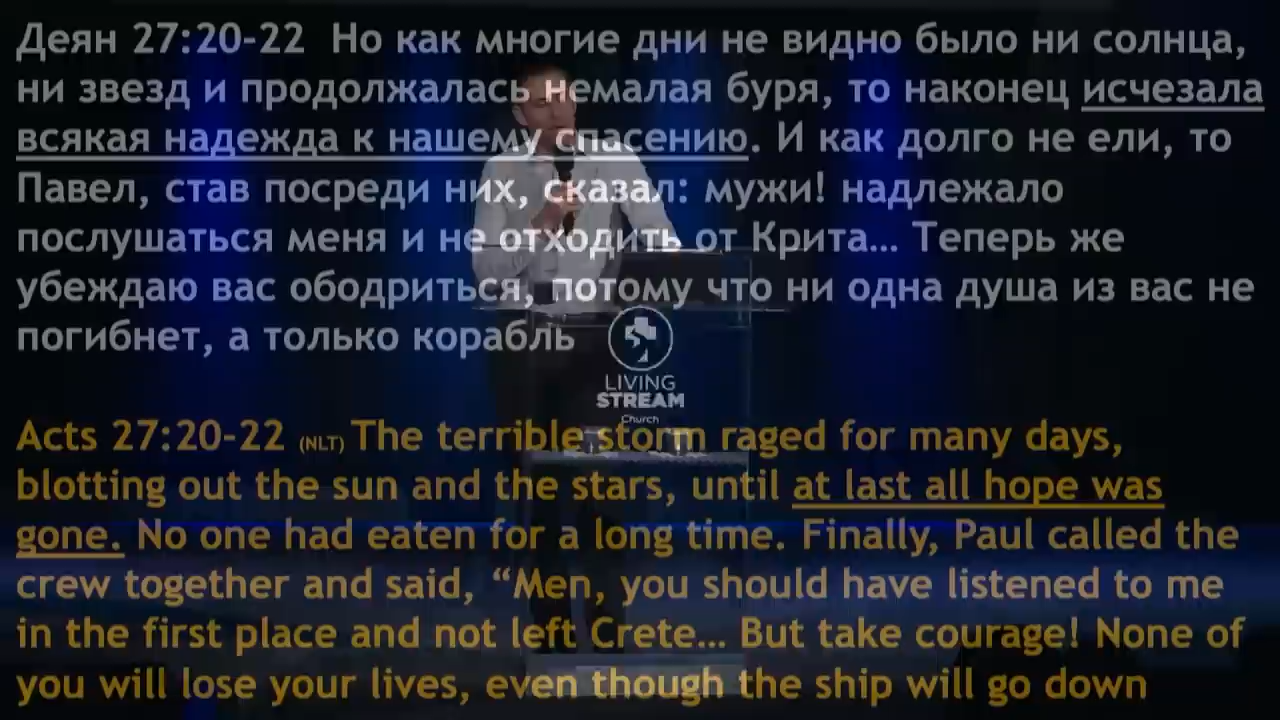 Деян 27:20-22 Но как многие дни не видно было ни солнца,
ни звезд и продолжалась немалая буря, то наконец исчезала
всякая надежда к нашему спасению. И как долго не ели, то
Павел, став посреди них, сказал: мужи! надлежало
послушаться меня и не отходить от Крита... Теперь же
убеждаю вас ободриться, потому что ни одна душа из вас не
погибнет, а только корабль
LIVING
STREAM
Church
Acts 27:20-22 (NLT) The terrible storm raged for many days,
blotting out the sun and the stars, until at last all hope was
gone. No one had eaten for a long time. Finally, Paul called the
crew together and said, “Men, you should have listened to me
in the first place and not left Crete... But take courage! None of
you will lose your lives, even though the ship will go down